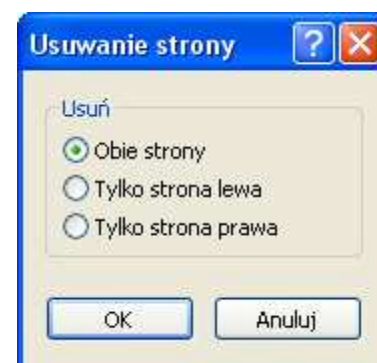 Usuwanie strony
Usuń
Obie strony
Tylko strona lewa
Tylko strona prawa
OK Anuluj